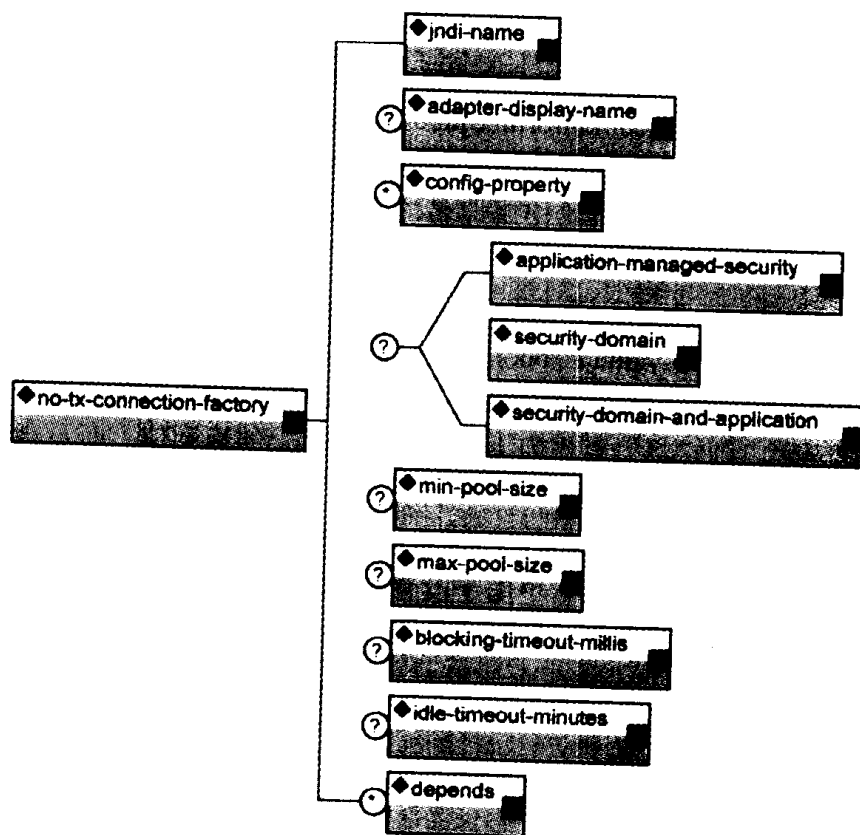 jndi-name
? adapter-display-name
* config-property
application-managed-security
? security-domain
no-tx-connection-factory
security-domain-and-application
? min-pool-size
? max-pool-size
? blocking-timeout-millis
? idle-timeout-minutes
* depends